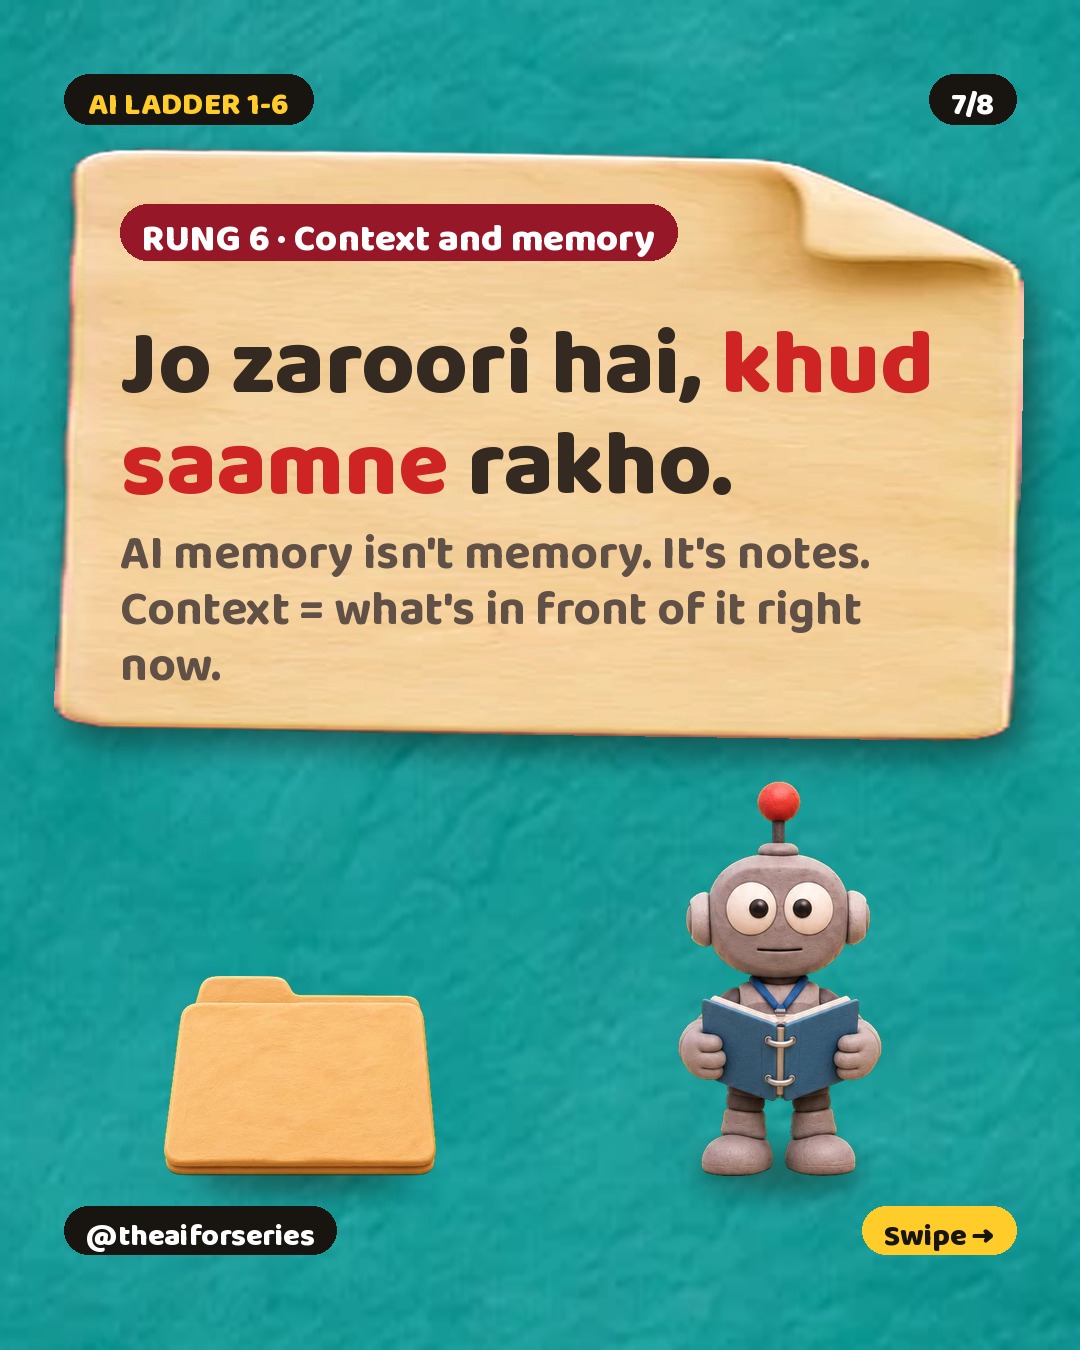 AI LADDER 1-6
7/8
RUNG 6 · Context and memory
Jo zaroori hai, khud
saamne rakho.
AI memory isn't memory. It's notes.
Context = what's in front of it right
now.
@theaiforseries
Swipe →